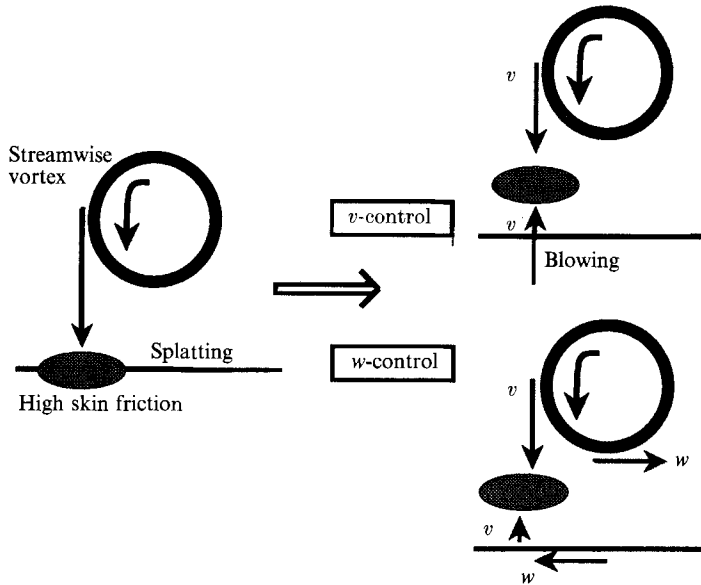 Streamwise
vortex
Splatting
High skin friction
v-control
v
v
Blowing
w-control
v
w
v
w